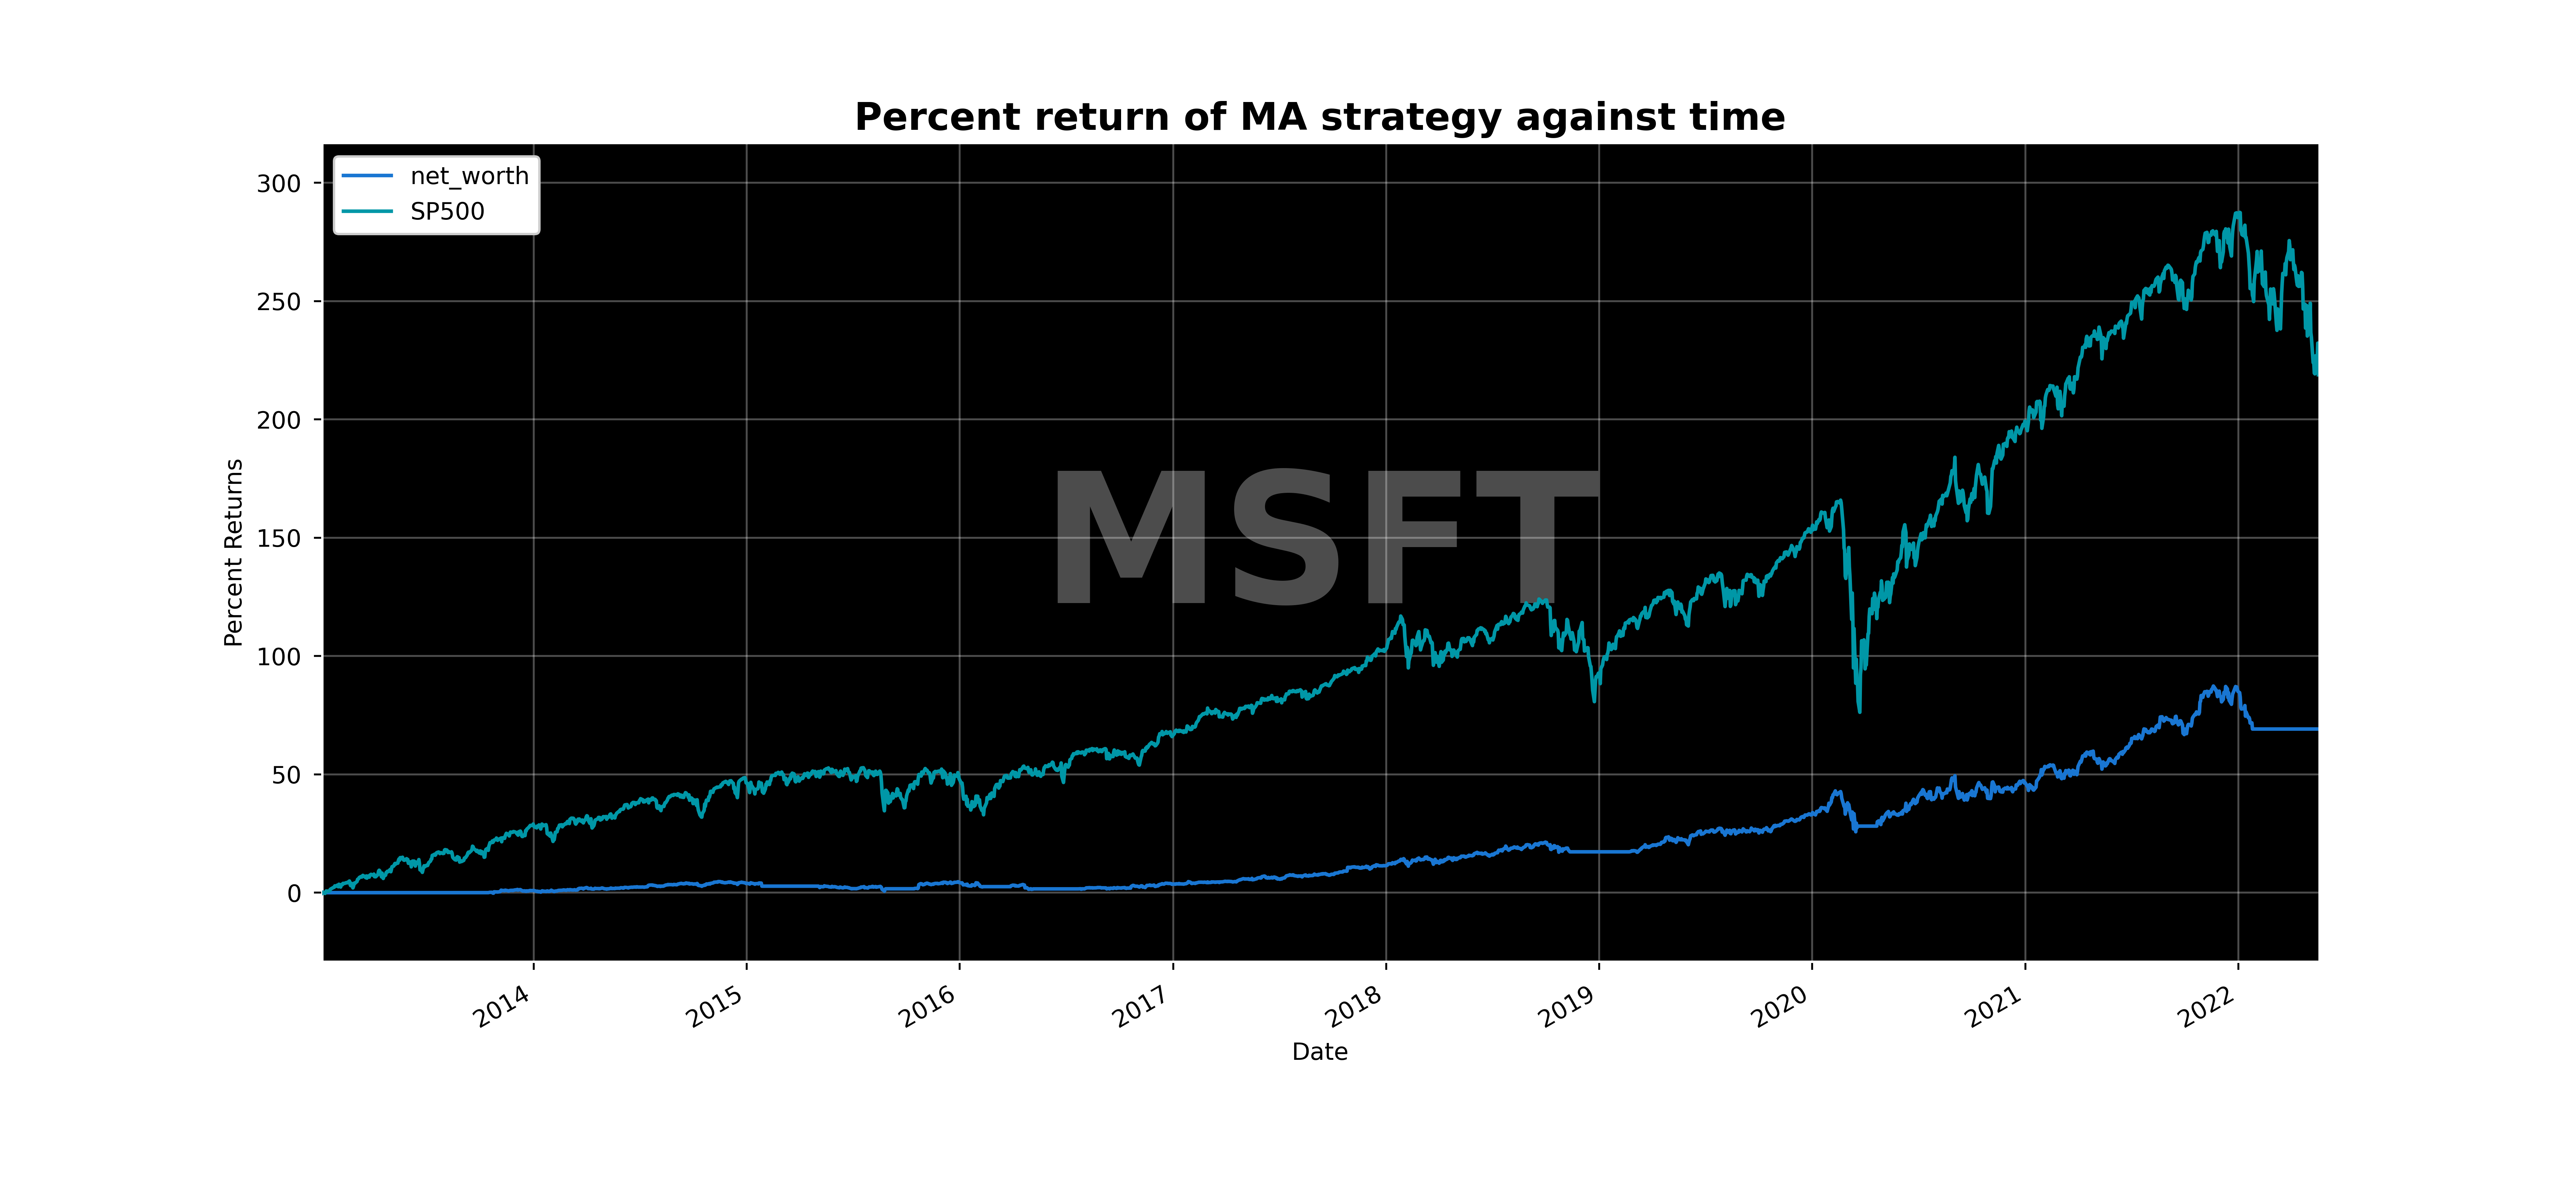 Percent return of MA strategy against time
net_worth
SP500
MSFT
Percent Returns
300
250
200
150
100
50
0
2014 2015 2016 2017 2018 2019 2020 2021 2022
Date